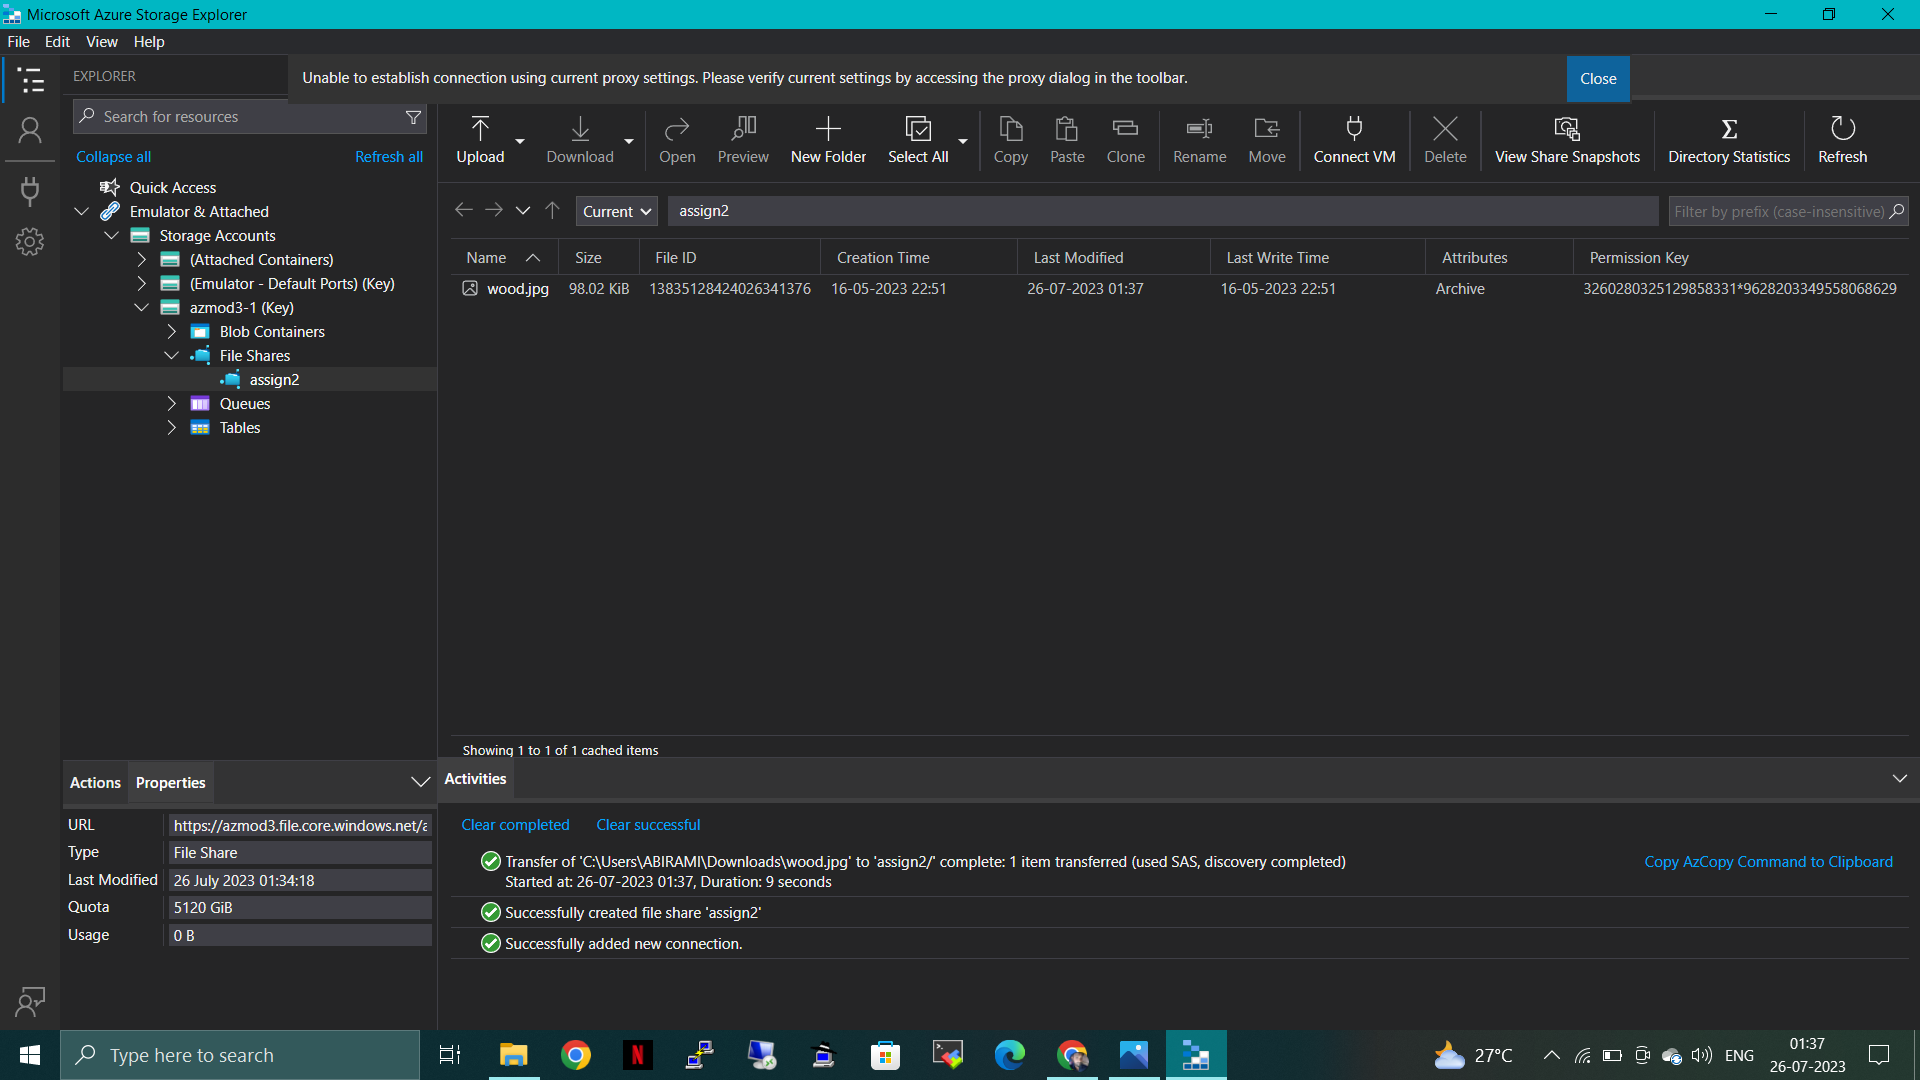 Microsoft Azure Storage Explorer
File Edit View Help
EXPLORER
Unable to establish connection using current proxy settings. Please verify current settings by accessing the proxy dialog in the toolbar.
Close
Search for resources
Collapse all
Refresh all
Quick Access
Emulator & Attached
Storage Accounts
(Attached Containers)
(Emulator - Default Ports) (Key)
azmod3-1 (Key)
Blob Containers
File Shares
assign2
Queues
Tables
Upload Download Open Preview New Folder Select All Copy Paste Clone Rename Move Connect VM Delete View Share Snapshots Directory Statistics Refresh
Current assign2 Filter by prefix (case-insensitive)
Name Size File ID Creation Time Last Modified Last Write Time Attributes Permission Key
wood.jpg 98.02 KiB 13835128424026341376 16-05-2023 22:51 26-07-2023 01:37 16-05-2023 22:51 Archive 3260280325129858331*9628203349558068629
Showing 1 to 1 of 1 cached items
Actions Properties
URL https://azmod3.file.core.windows.net/a
Type File Share
Last Modified 26 July 2023 01:34:18
Quota 5120 GiB
Usage 0 B
Activities
Clear completed Clear successful
Transfer of 'C:\Users\ABIRAMI\Downloads\wood.jpg' to 'assign2/' complete: 1 item transferred (used SAS, discovery completed)
Copy AzCopy Command to Clipboard
Started at: 26-07-2023 01:37, Duration: 9 seconds
Successfully created file share 'assign2'
Successfully added new connection.
Type here to search
N
27°C
ENG
01:37
26-07-2023